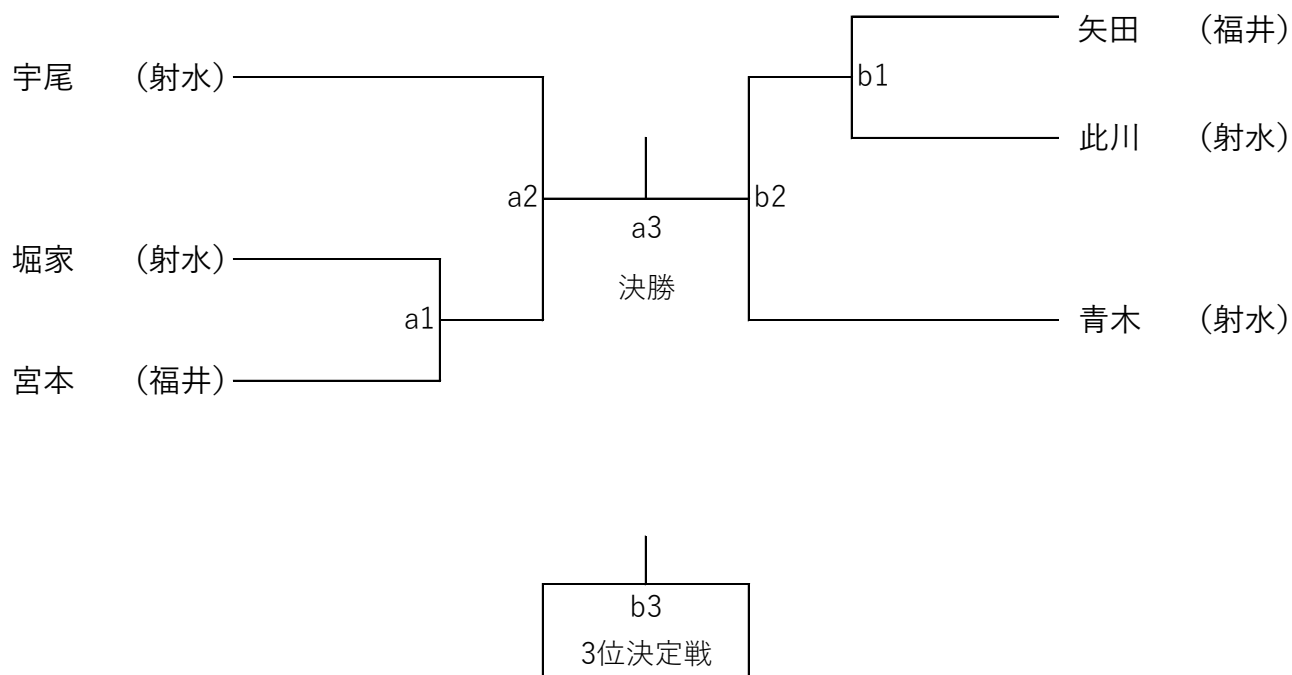 矢田 (福井)
宇尾 (射水)
b1
此川 (射水)
a2
b2
a3
堀家 (射水)
決勝
a1
青木 (射水)
宮本 (福井)
b3
3位決定戦